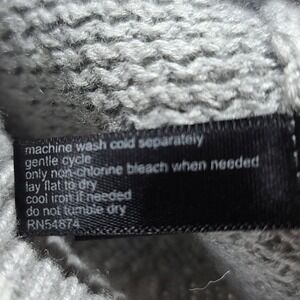 machine wash cold separately
gentle cycle
only non-chlorine bleach when needed
lay flat to dry
cool iron if needed
do not tumble dry
RN54874